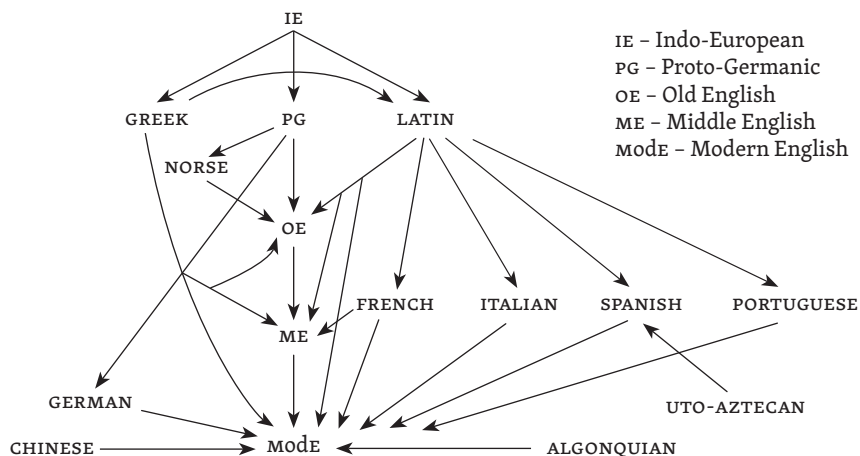 IE
IE – Indo-European
PG – Proto-Germanic
OE – Old English
ME – Middle English
ModE – Modern English
GREEK PG LATIN
NORSE
OE
FRENCH ITALIAN SPANISH PORTUGUESE
ME
GERMAN
UTO-AZTECAN
CHINESE ModE ALGONQUIAN